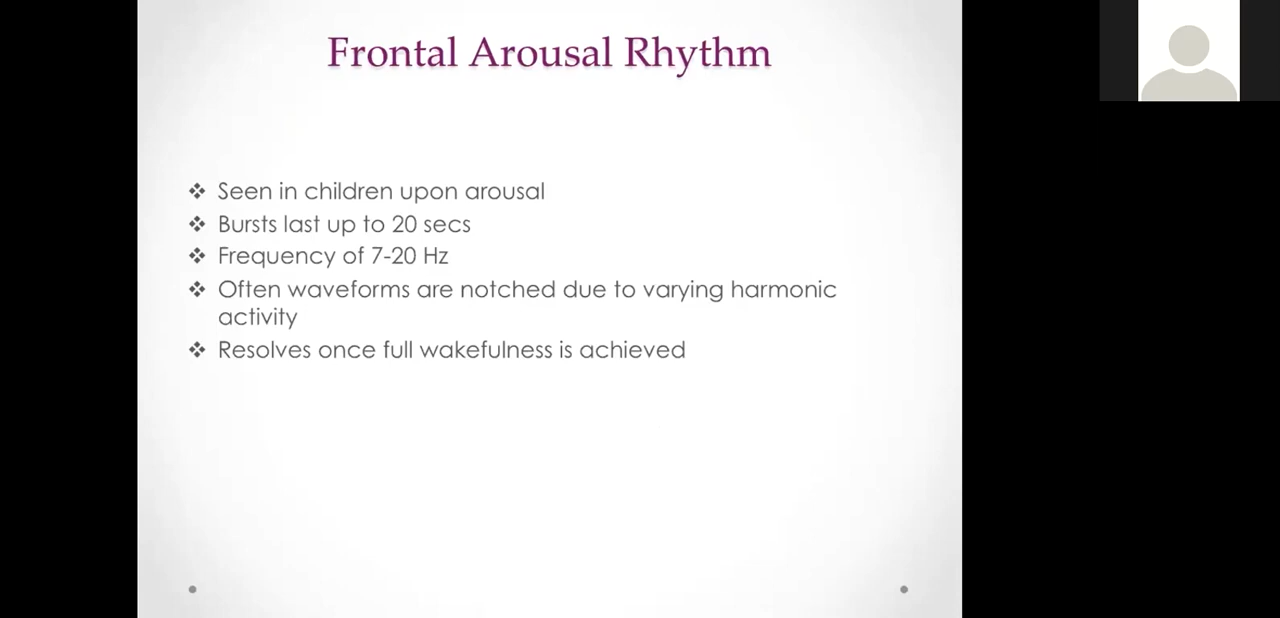 Frontal Arousal Rhythm
Seen in children upon arousal
Bursts last up to 20 secs
Frequency of 7-20 Hz
Often waveforms are notched due to varying harmonic
activity
Resolves once full wakefulness is achieved